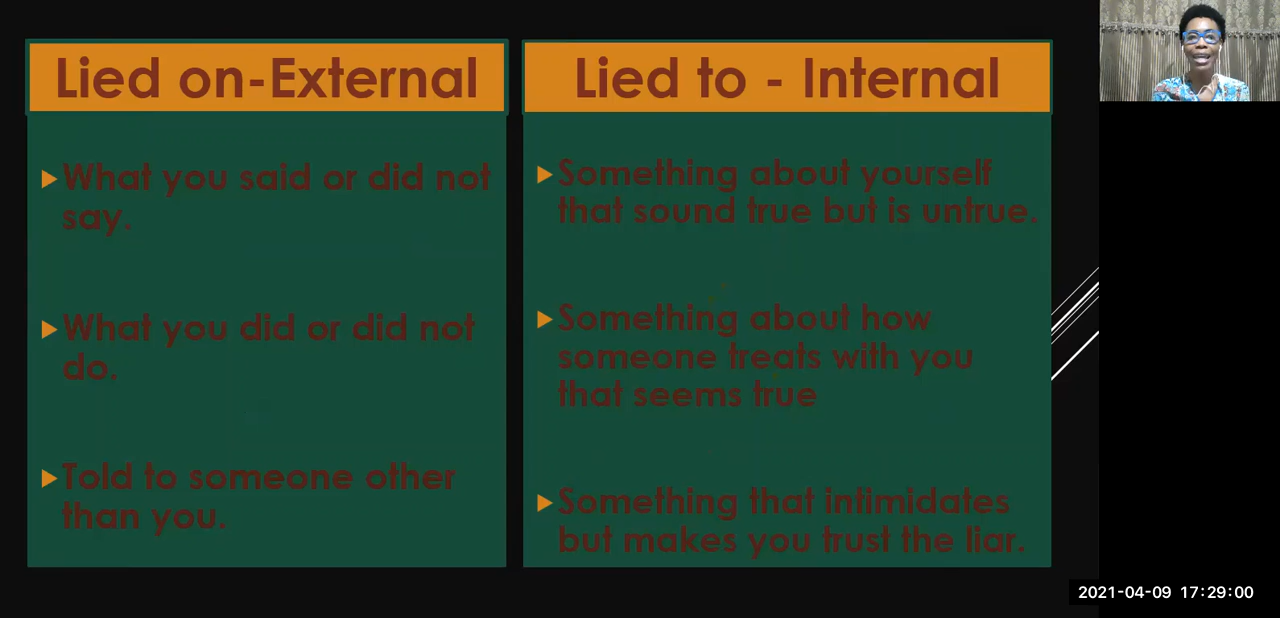 Lied on-External
What you said or did not
say.
What you did or did not
do.
Told to someone other
than you.
Lied to - Internal
Something about yourself
that sound true but is untrue.
Something about how
someone treats with you
that seems true
Something that intimidates
but makes you trust the liar.
2021-04-09 17:29:00